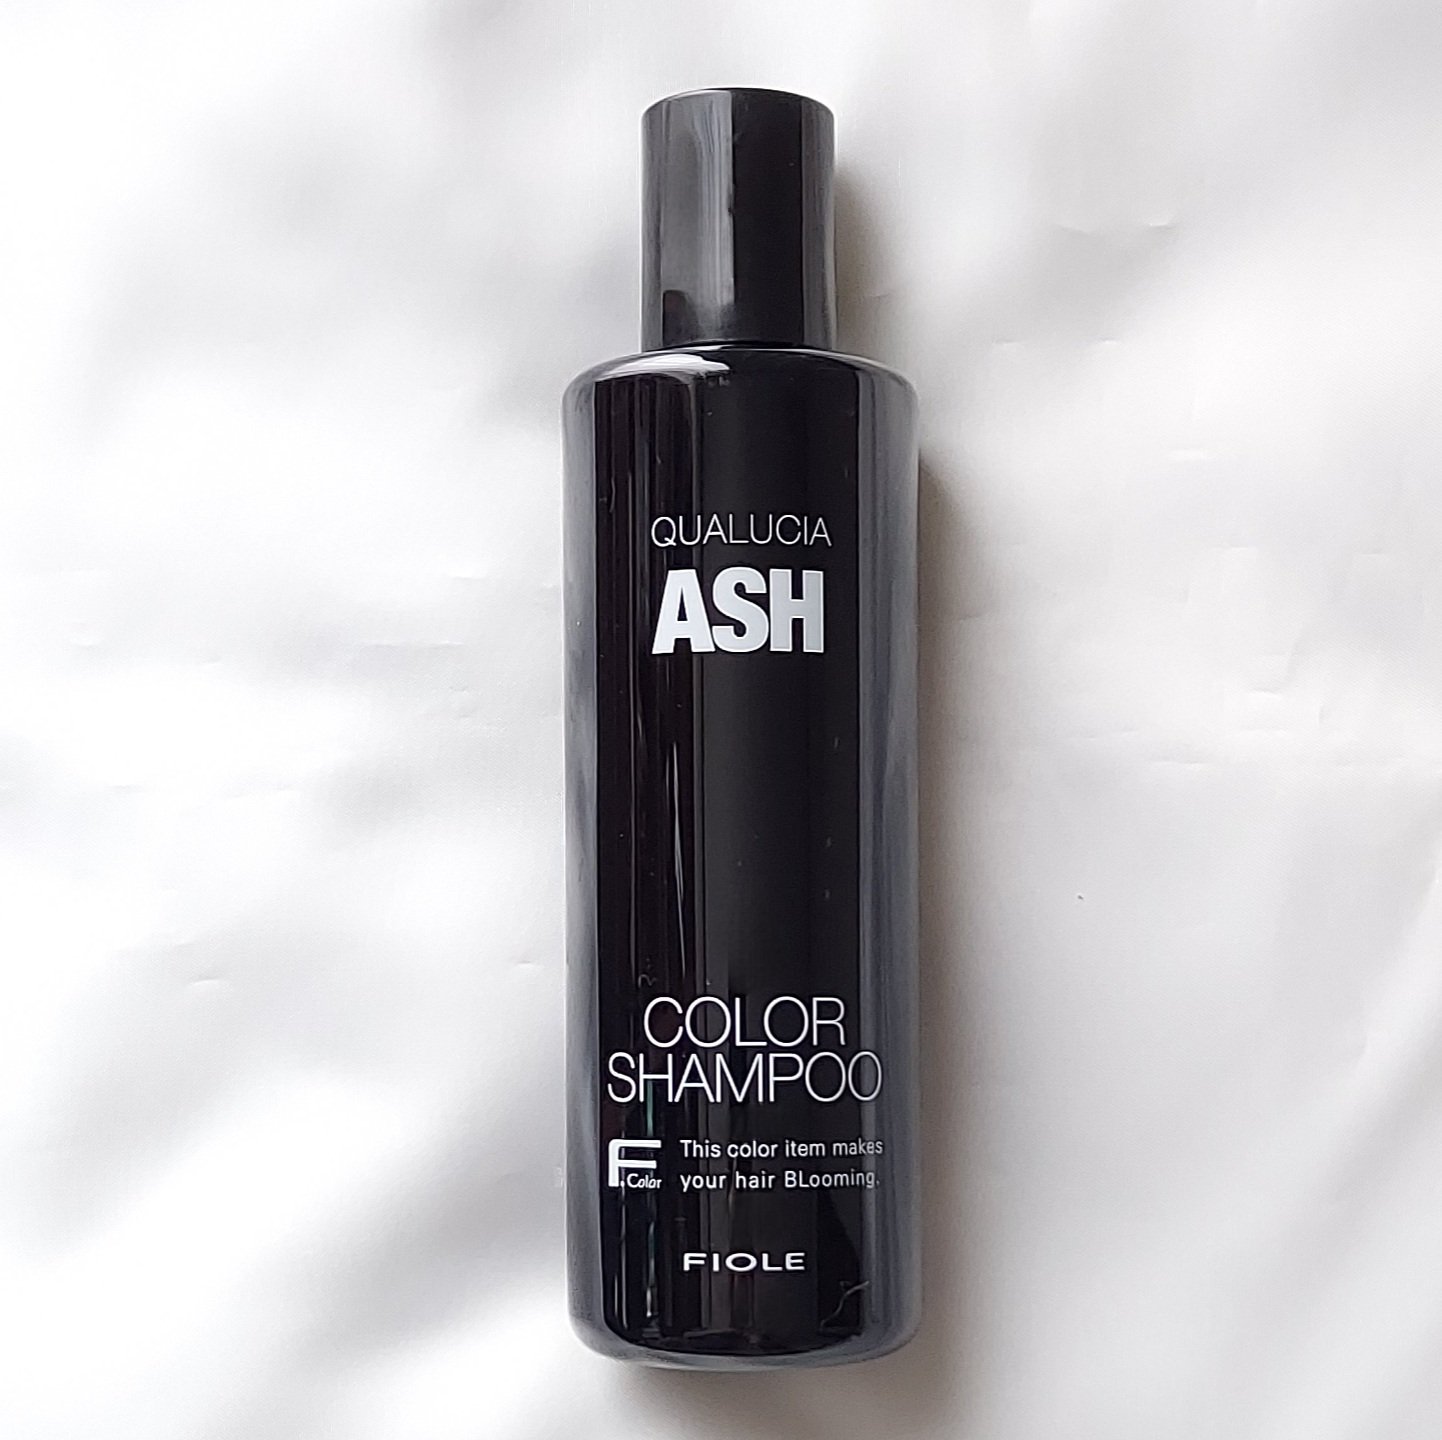 QUALUCIA
ASH
COLOR
SHAMPOO
F.Color
This color item makes
your hair BLooming.
FIOLE